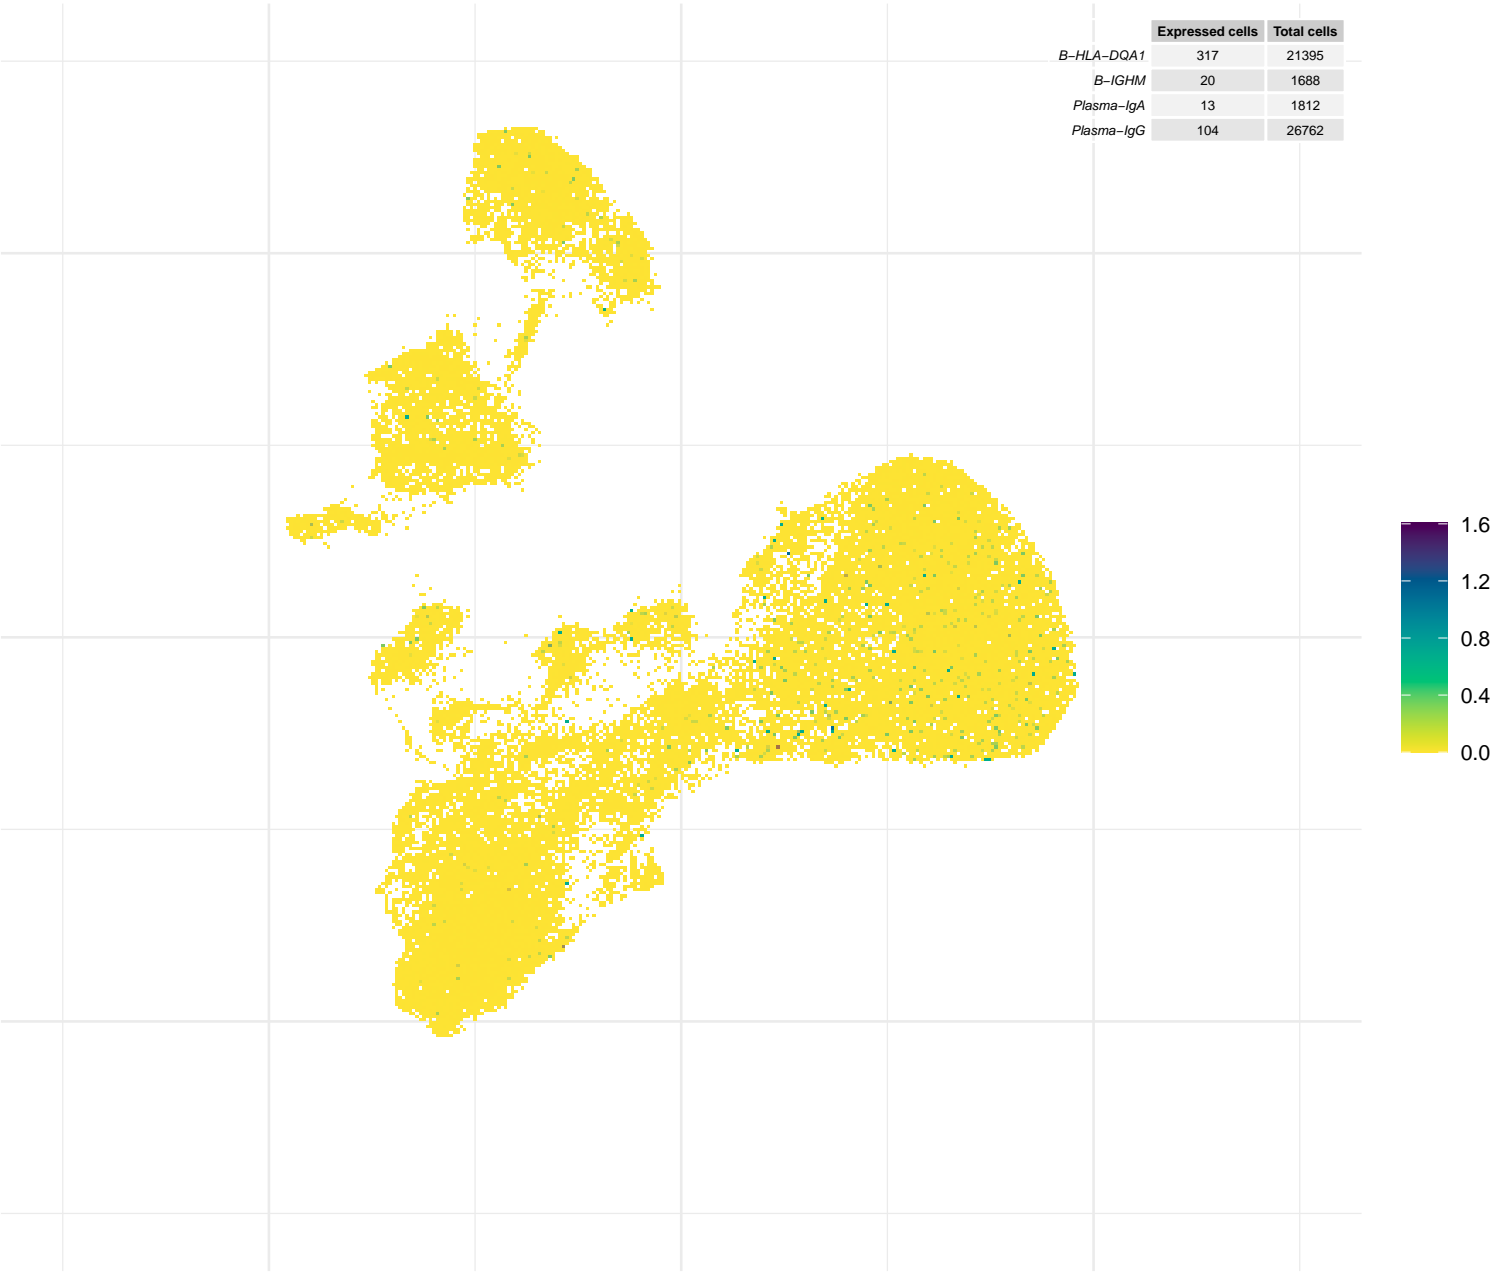 Expressed cells Total cells
B−HLA−DQA1 317 21395
B−IGHM 20 1688
Plasma−IgA 13 1812
Plasma−IgG 104 26762
1.6
1.2
0.8
0.4
0.0